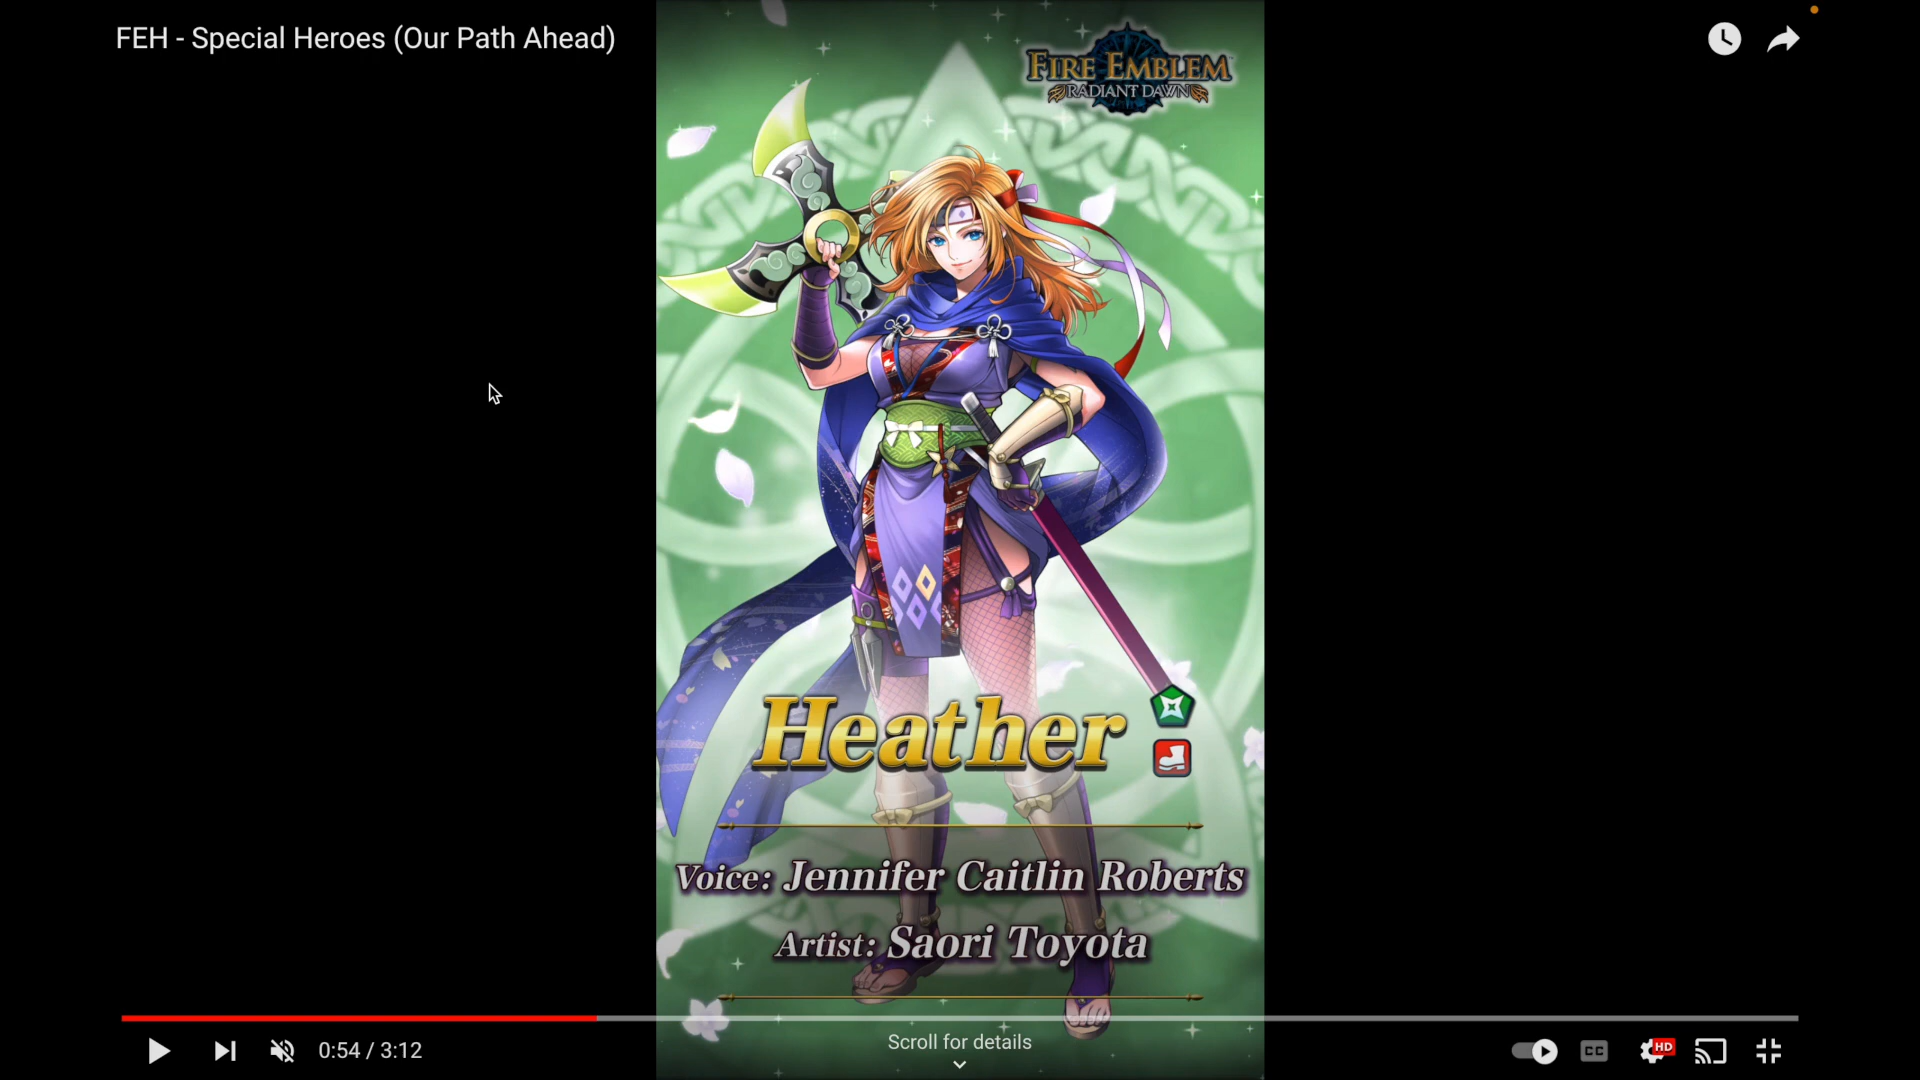 FEH - Special Heroes (Our Path Ahead)
FIRE EMBLEM
RADIANT DAWN
Heather
Voice: Jennifer Caitlin Roberts
Artist: Saori Toyota
Scroll for details
0:54 / 3:12
CC
HD